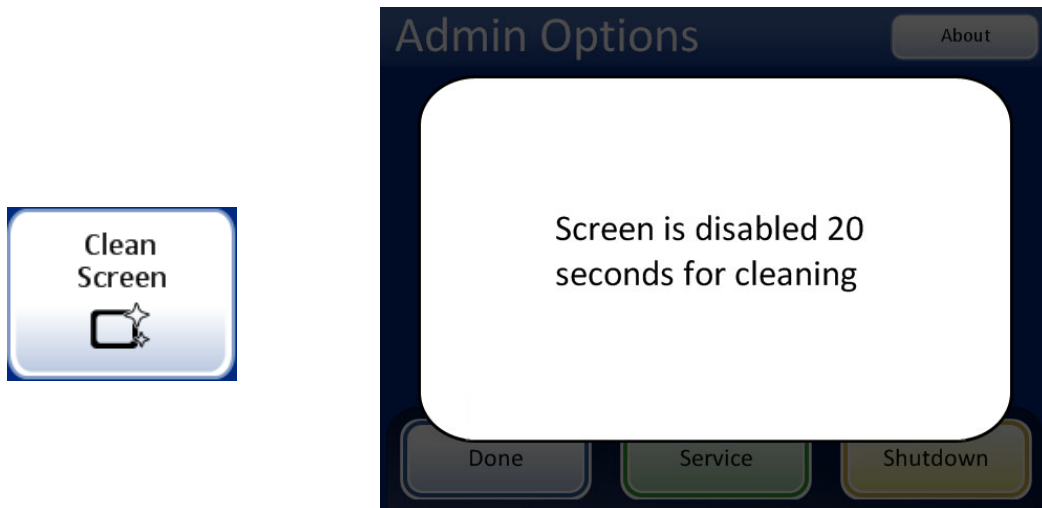 Clean
Screen
Admin Options
About
Screen is disabled 20
seconds for cleaning
Done
Service
Shutdown